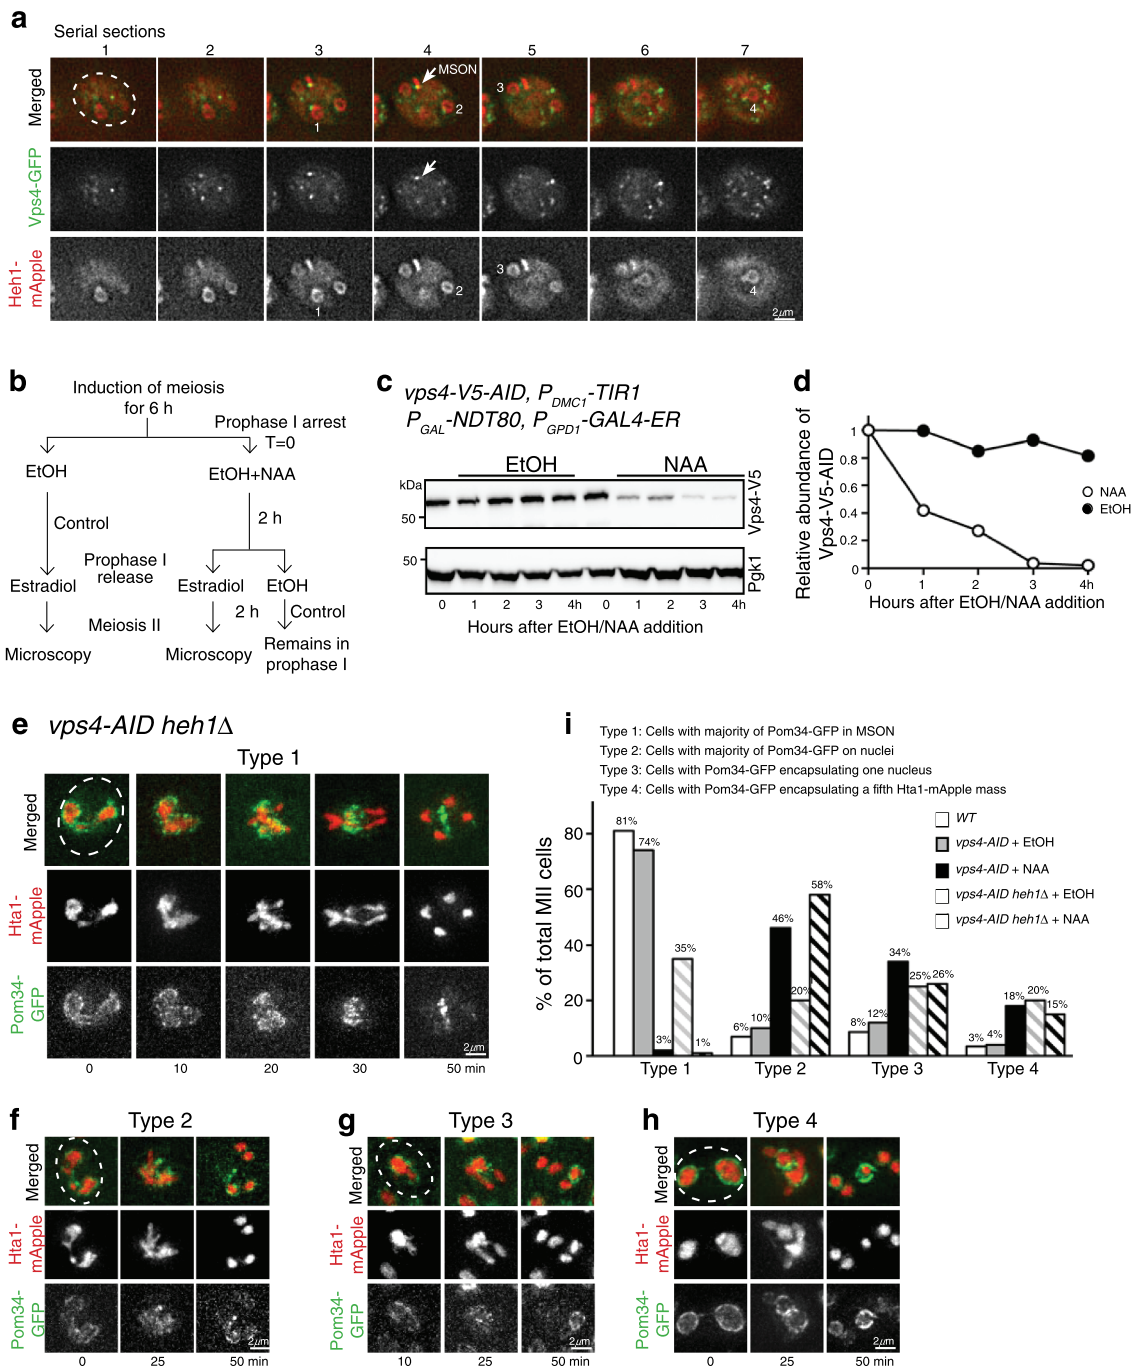 a
Serial sections
1 2 3 4 5 6 7
Merged
MSON
1
2
3
4
Vps4-GFP
Heh1-
mApple
1
2
3
4
2μm
b
Induction of meiosis
for 6 h
Prophase I arrest
T=0
EtOH
EtOH+NAA
Control
2 h
Prophase I
release
Estradiol
Estradiol
EtOH
2 h
Control
Meiosis II
Microscopy
Microscopy
Remains in
prophase I
c
vps4-V5-AID, P_DMC1-TIR1
P_GAL-NDT80, P_GPD1-GAL4-ER
EtOH NAA
kDa
50
Vps4-V5
50
Pgk1
0 1 2 3 4h 0 1 2 3 4h
Hours after EtOH/NAA addition
d
Relative abundance of
Vps4-V5-AID
1
0.8
0.6
0.4
0.2
0
0 1 2 3 4h
Hours after EtOH/NAA addition
NAA
EtOH
e vps4-AID heh1Δ
Type 1
Merged
Hta1-
mApple
Pom34-
GFP
2μm
0 10 20 30 50 min
i
Type 1: Cells with majority of Pom34-GFP in MSON
Type 2: Cells with majority of Pom34-GFP on nuclei
Type 3: Cells with Pom34-GFP encapsulating one nucleus
Type 4: Cells with Pom34-GFP encapsulating a fifth Hta1-mApple mass
% of total MII cells
80
60
40
20
0
81% 74% 3% 35% 1%
6% 10% 46% 20% 58%
8% 12% 34% 25% 26%
3% 4% 18% 20% 15%
WT
vps4-AID + EtOH
vps4-AID + NAA
vps4-AID heh1Δ + EtOH
vps4-AID heh1Δ + NAA
Type 1 Type 2 Type 3 Type 4
f
Type 2
Merged
Hta1-
mApple
Pom34-
GFP
2μm
0 25 50 min
g
Type 3
Merged
Hta1-
mApple
Pom34-
GFP
2μm
10 25 50 min
h
Type 4
Merged
Hta1-
mApple
Pom34-
GFP
2μm
0 25 50 min